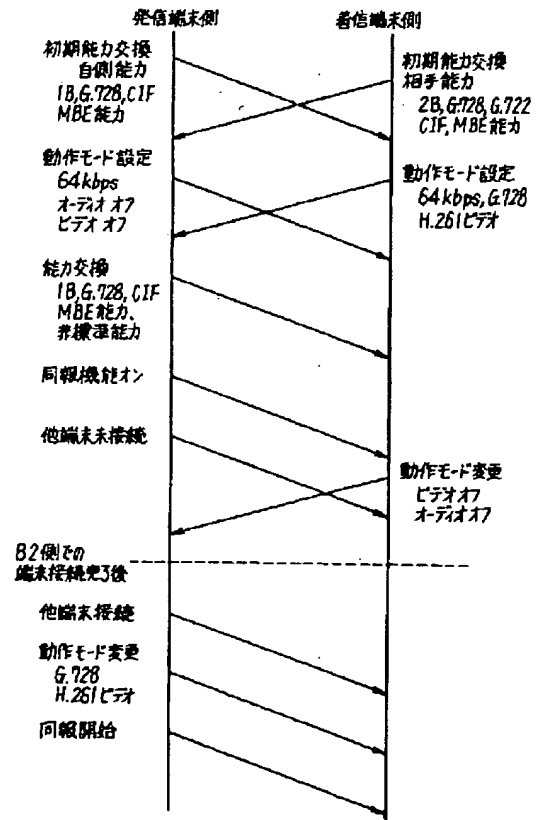 発信端末側
着信端末側
初期能力交換
自側能力
1B,G.728,CIF
MBE能力
初期能力交換
相手能力
2B,G.728,G.722
CIF,MBE能力
動作モード設定
64kbps
オーディオオフ
ビデオオフ
動作モード設定
64kbps,G.728
H.261ビデオ
能力交換
1B,G.728,CIF
MBE能力、
非標準能力
同報機能オン
他端末未接続
動作モード変更
ビデオオフ
オーディオオフ
B2側での
端末接続完了後
他端末接続
動作モード変更
G.728
H.261ビデオ
同報開始